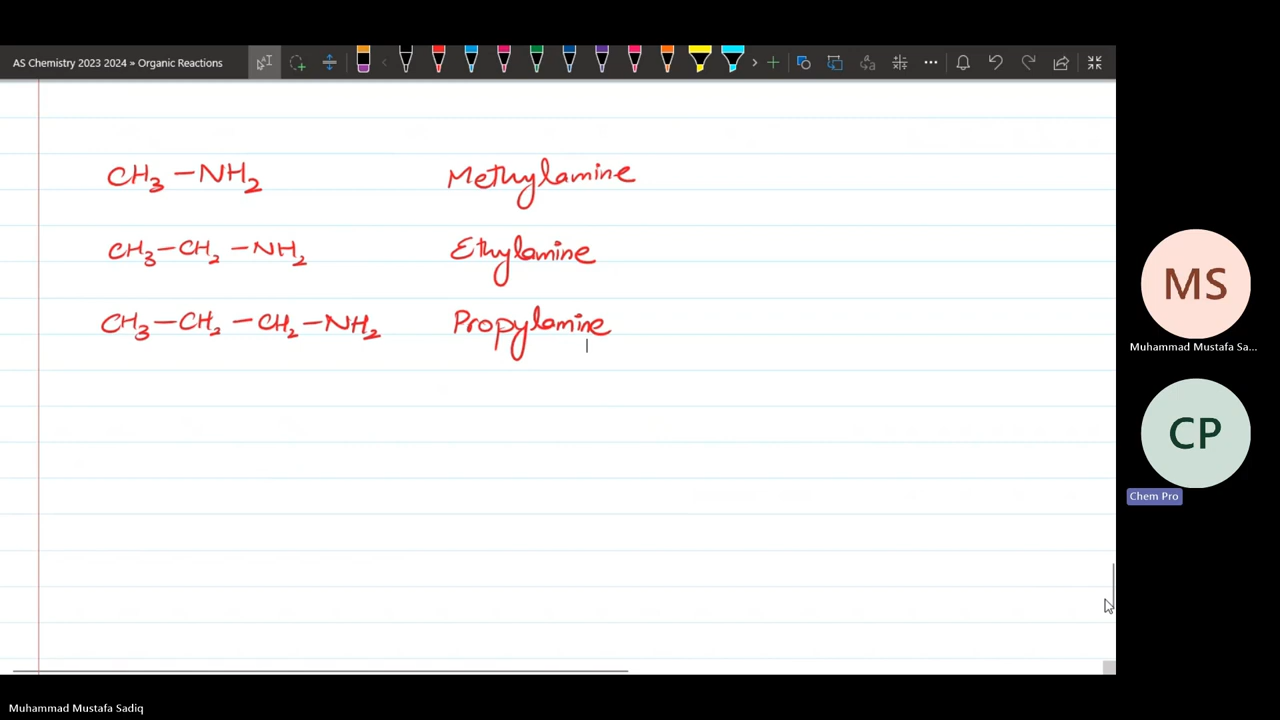 AS Chemistry 2023 2024 » Organic Reactions
CH₃ – NH₂ Methylamine
CH₃ – CH₂ – NH₂ Ethylamine
CH₃ – CH₂ – CH₂ – NH₂ Propylamine
MS
Muhammad Mustafa Sa...
CP
Chem Pro
Muhammad Mustafa Sadiq